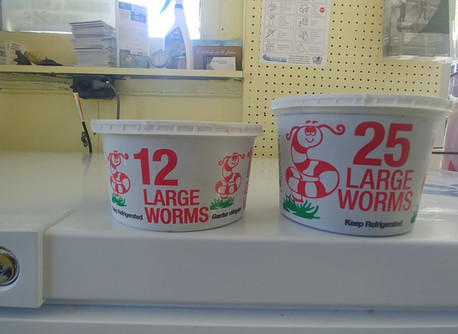 12
LARGE
WORMS
Keep Refrigerated
25
LARGE
WORMS
Keep Refrigerated